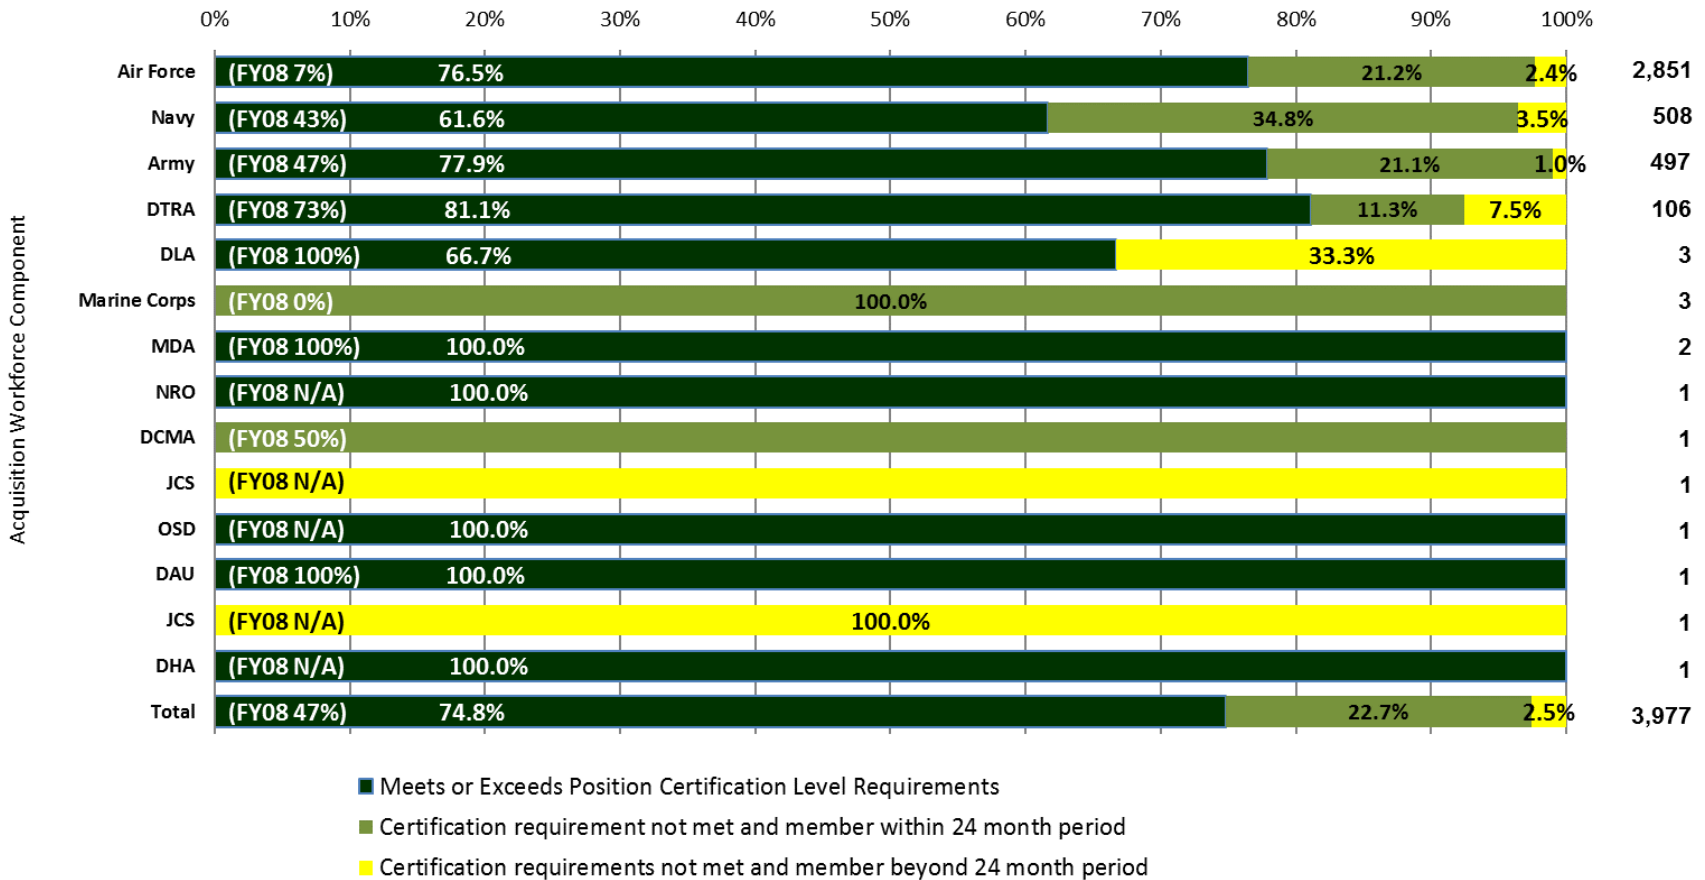 0% 10% 20% 30% 40% 50% 60% 70% 80% 90% 100%
Acquisition Workforce Component
Air Force (FY08 7%) 76.5% 21.2% 2.4% 2,851
Navy (FY08 43%) 61.6% 34.8% 3.5% 508
Army (FY08 47%) 77.9% 21.1% 1.0% 497
DTRA (FY08 73%) 81.1% 11.3% 7.5% 106
DLA (FY08 100%) 66.7% 33.3% 3
Marine Corps (FY08 0%) 100.0% 3
MDA (FY08 100%) 100.0% 2
NRO (FY08 N/A) 100.0% 1
DCMA (FY08 50%) 1
JCS (FY08 N/A) 1
OSD (FY08 N/A) 100.0% 1
DAU (FY08 100%) 100.0% 1
JCS (FY08 N/A) 100.0% 1
DHA (FY08 N/A) 100.0% 1
Total (FY08 47%) 74.8% 22.7% 2.5% 3,977
Meets or Exceeds Position Certification Level Requirements
Certification requirement not met and member within 24 month period
Certification requirements not met and member beyond 24 month period